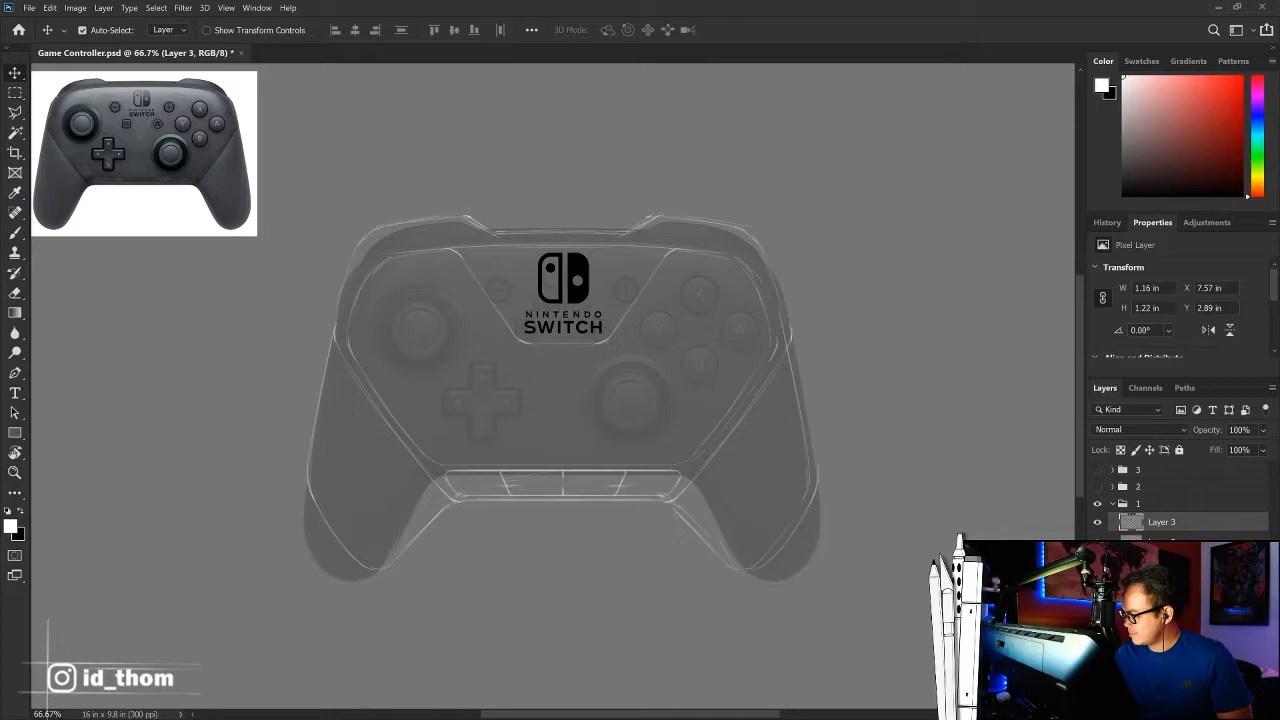 Ps File Edit Image Layer Type Select Filter 3D View Window Help
Auto-Select: Layer Show Transform Controls 3D Mode:
Game Controller.psd @ 66.7% (Layer 3, RGB/8) *
Color Swatches Gradients Patterns
NINTENDO
SWITCH
X
Y A
B
History Properties Adjustments
Pixel Layer
Transform
W 1.16 in X 7.57 in
H 1.22 in Y 2.89 in
0.00°
Align and Distribute
NINTENDO
SWITCH
X
Y A
B
Layers Channels Paths
Kind
Normal Opacity: 100%
Lock: Fill: 100%
3
2
1
Layer 3
id_thom
66.67% 16 in x 9.8 in (300 ppi)